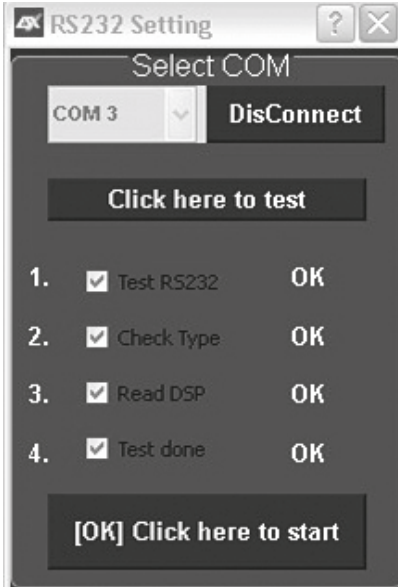 RS232 Setting
Select COM
COM 3 DisConnect
Click here to test
1. Test RS232 OK
2. Check Type OK
3. Read DSP OK
4. Test done OK
[OK] Click here to start